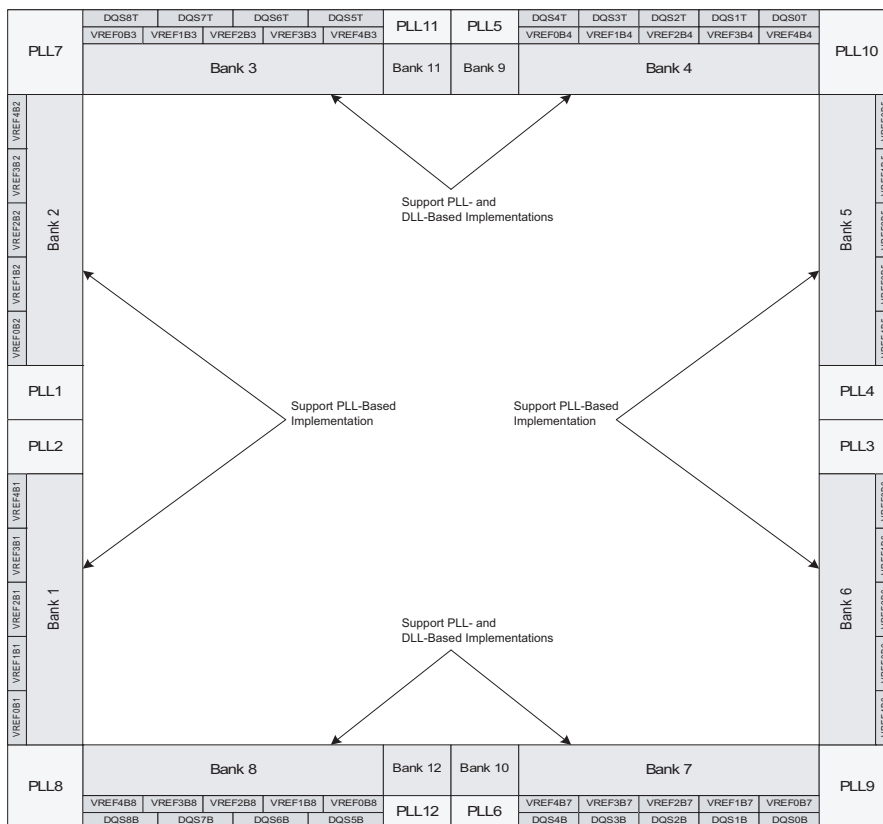 DQS8T DQS7T DQS6T DQS5T
PLL11 PLL5
DQS4T DQS3T DQS2T DQS1T DQS0T
VREF0B3 VREF1B3 VREF2B3 VREF3B3 VREF4B3
VREF0B4 VREF1B4 VREF2B4 VREF3B4 VREF4B4
PLL7
PLL10
Bank 3
Bank 11
Bank 9
Bank 4
VREF4B2
VREF3B2
VREF2B2
VREF1B2
VREF0B2
Bank 2
Support PLL- and
DLL-Based Implementations
Bank 5
PLL1
PLL2
Support PLL-Based
Implementation
Support PLL-Based
Implementation
PLL4
PLL3
VREF4B1
VREF3B1
VREF2B1
VREF1B1
VREF0B1
Bank 1
Support PLL- and
DLL-Based Implementations
Bank 6
PLL8
Bank 8
Bank 12
Bank 10
Bank 7
PLL9
VREF4B8 VREF3B8 VREF2B8 VREF1B8 VREF0B8
PLL12 PLL6
VREF4B7 VREF3B7 VREF2B7 VREF1B7 VREF0B7
DQS8B DQS7B DQS6B DQS5B
DQS4B DQS3B DQS2B DQS1B DQS0B